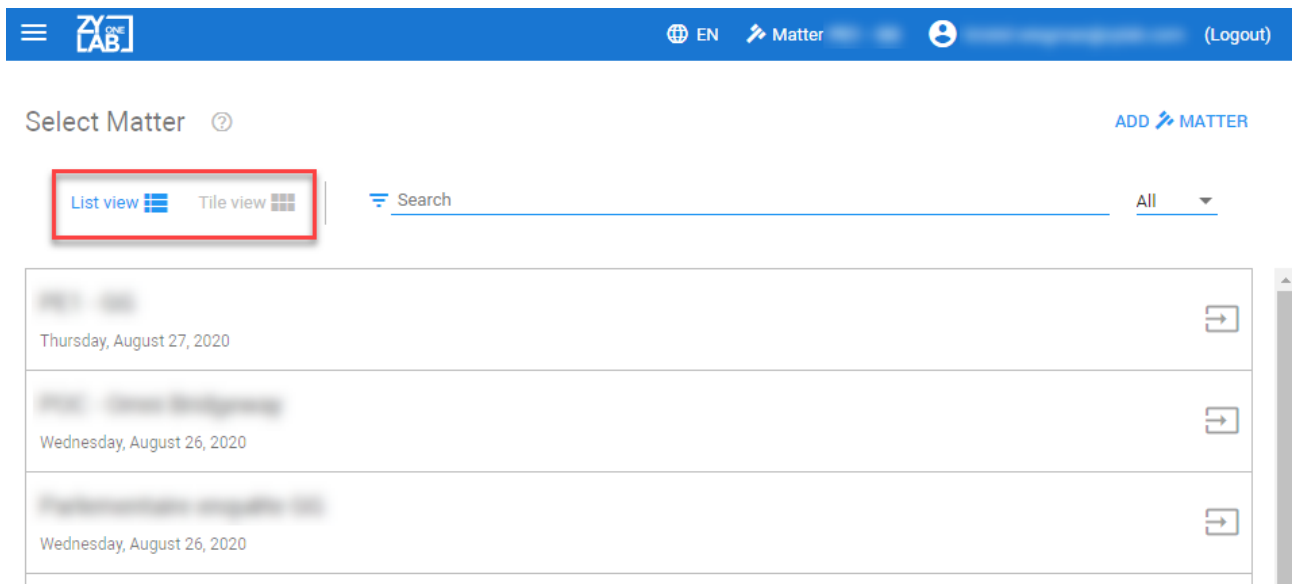 ZY ONE LAB
EN Matter (Logout)
Select Matter
ADD MATTER
List view Tile view Search All
Thursday, August 27, 2020
Wednesday, August 26, 2020
Wednesday, August 26, 2020